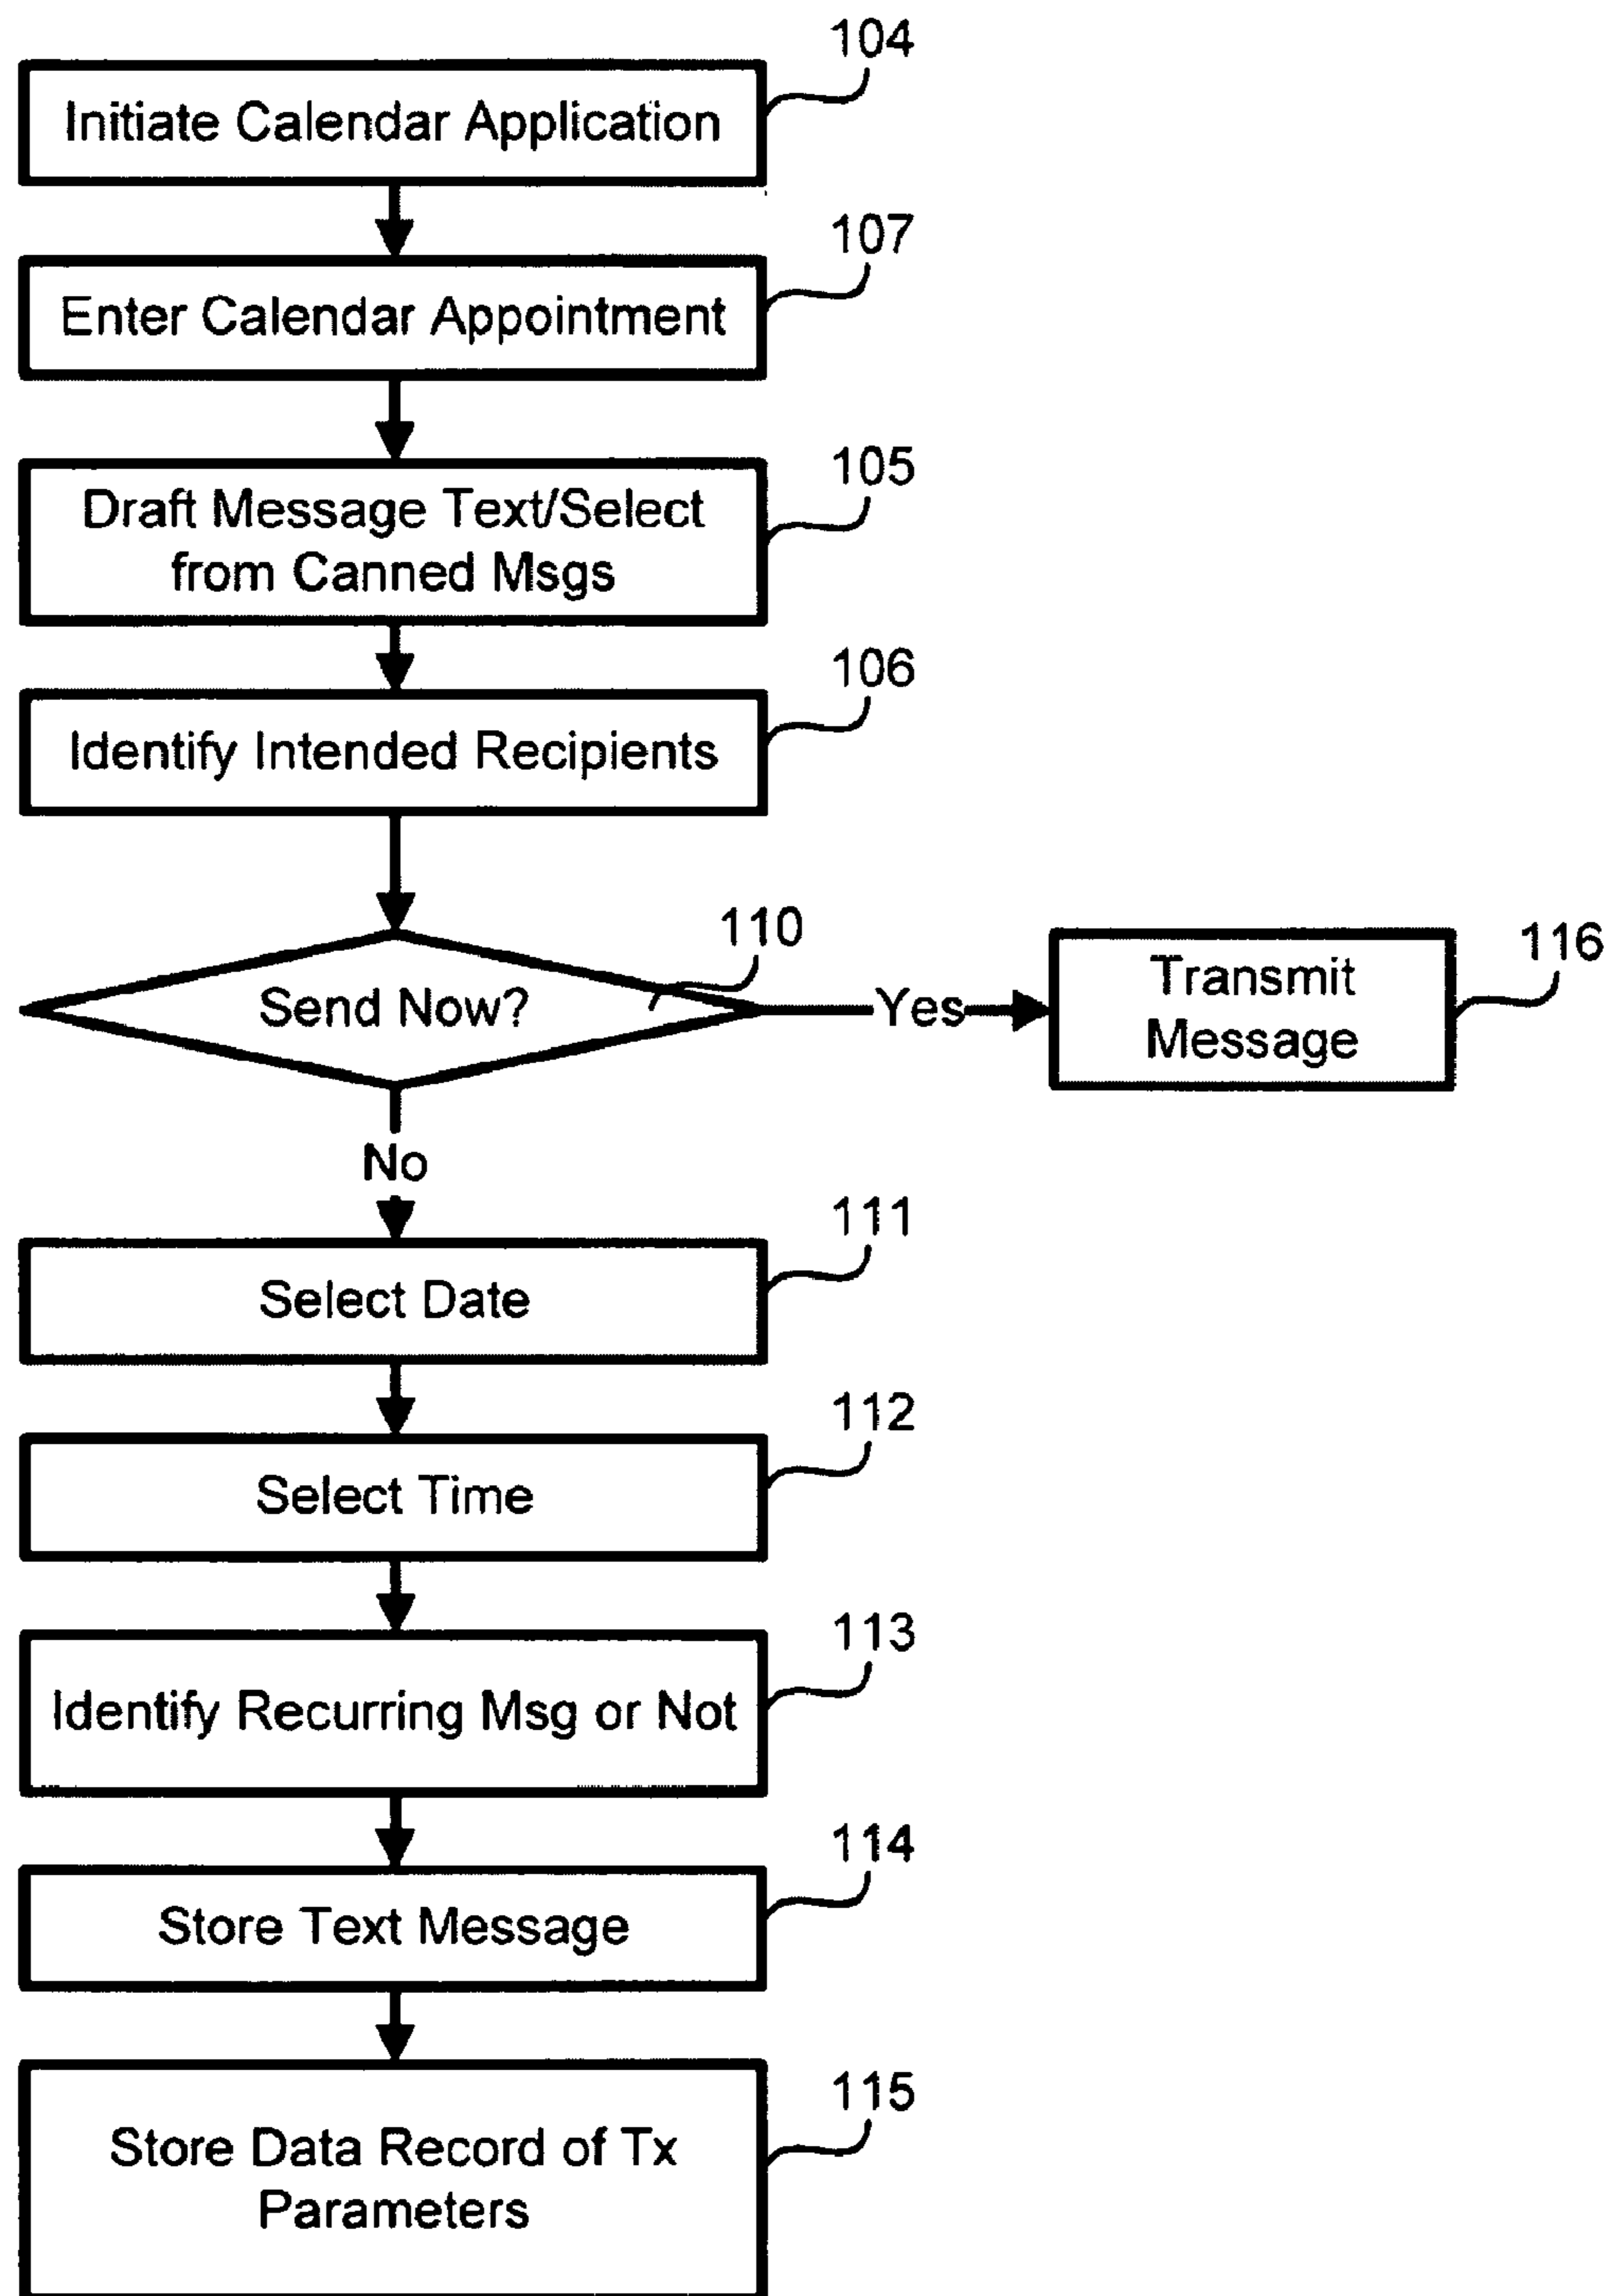 104
Initiate Calendar Application
107
Enter Calendar Appointment
105
Draft Message Text/Select
from Canned Msgs
106
Identify Intended Recipients
110
Send Now?
Yes
116
Transmit
Message
No
111
Select Date
112
Select Time
113
Identify Recurring Msg or Not
114
Store Text Message
115
Store Data Record of Tx
Parameters